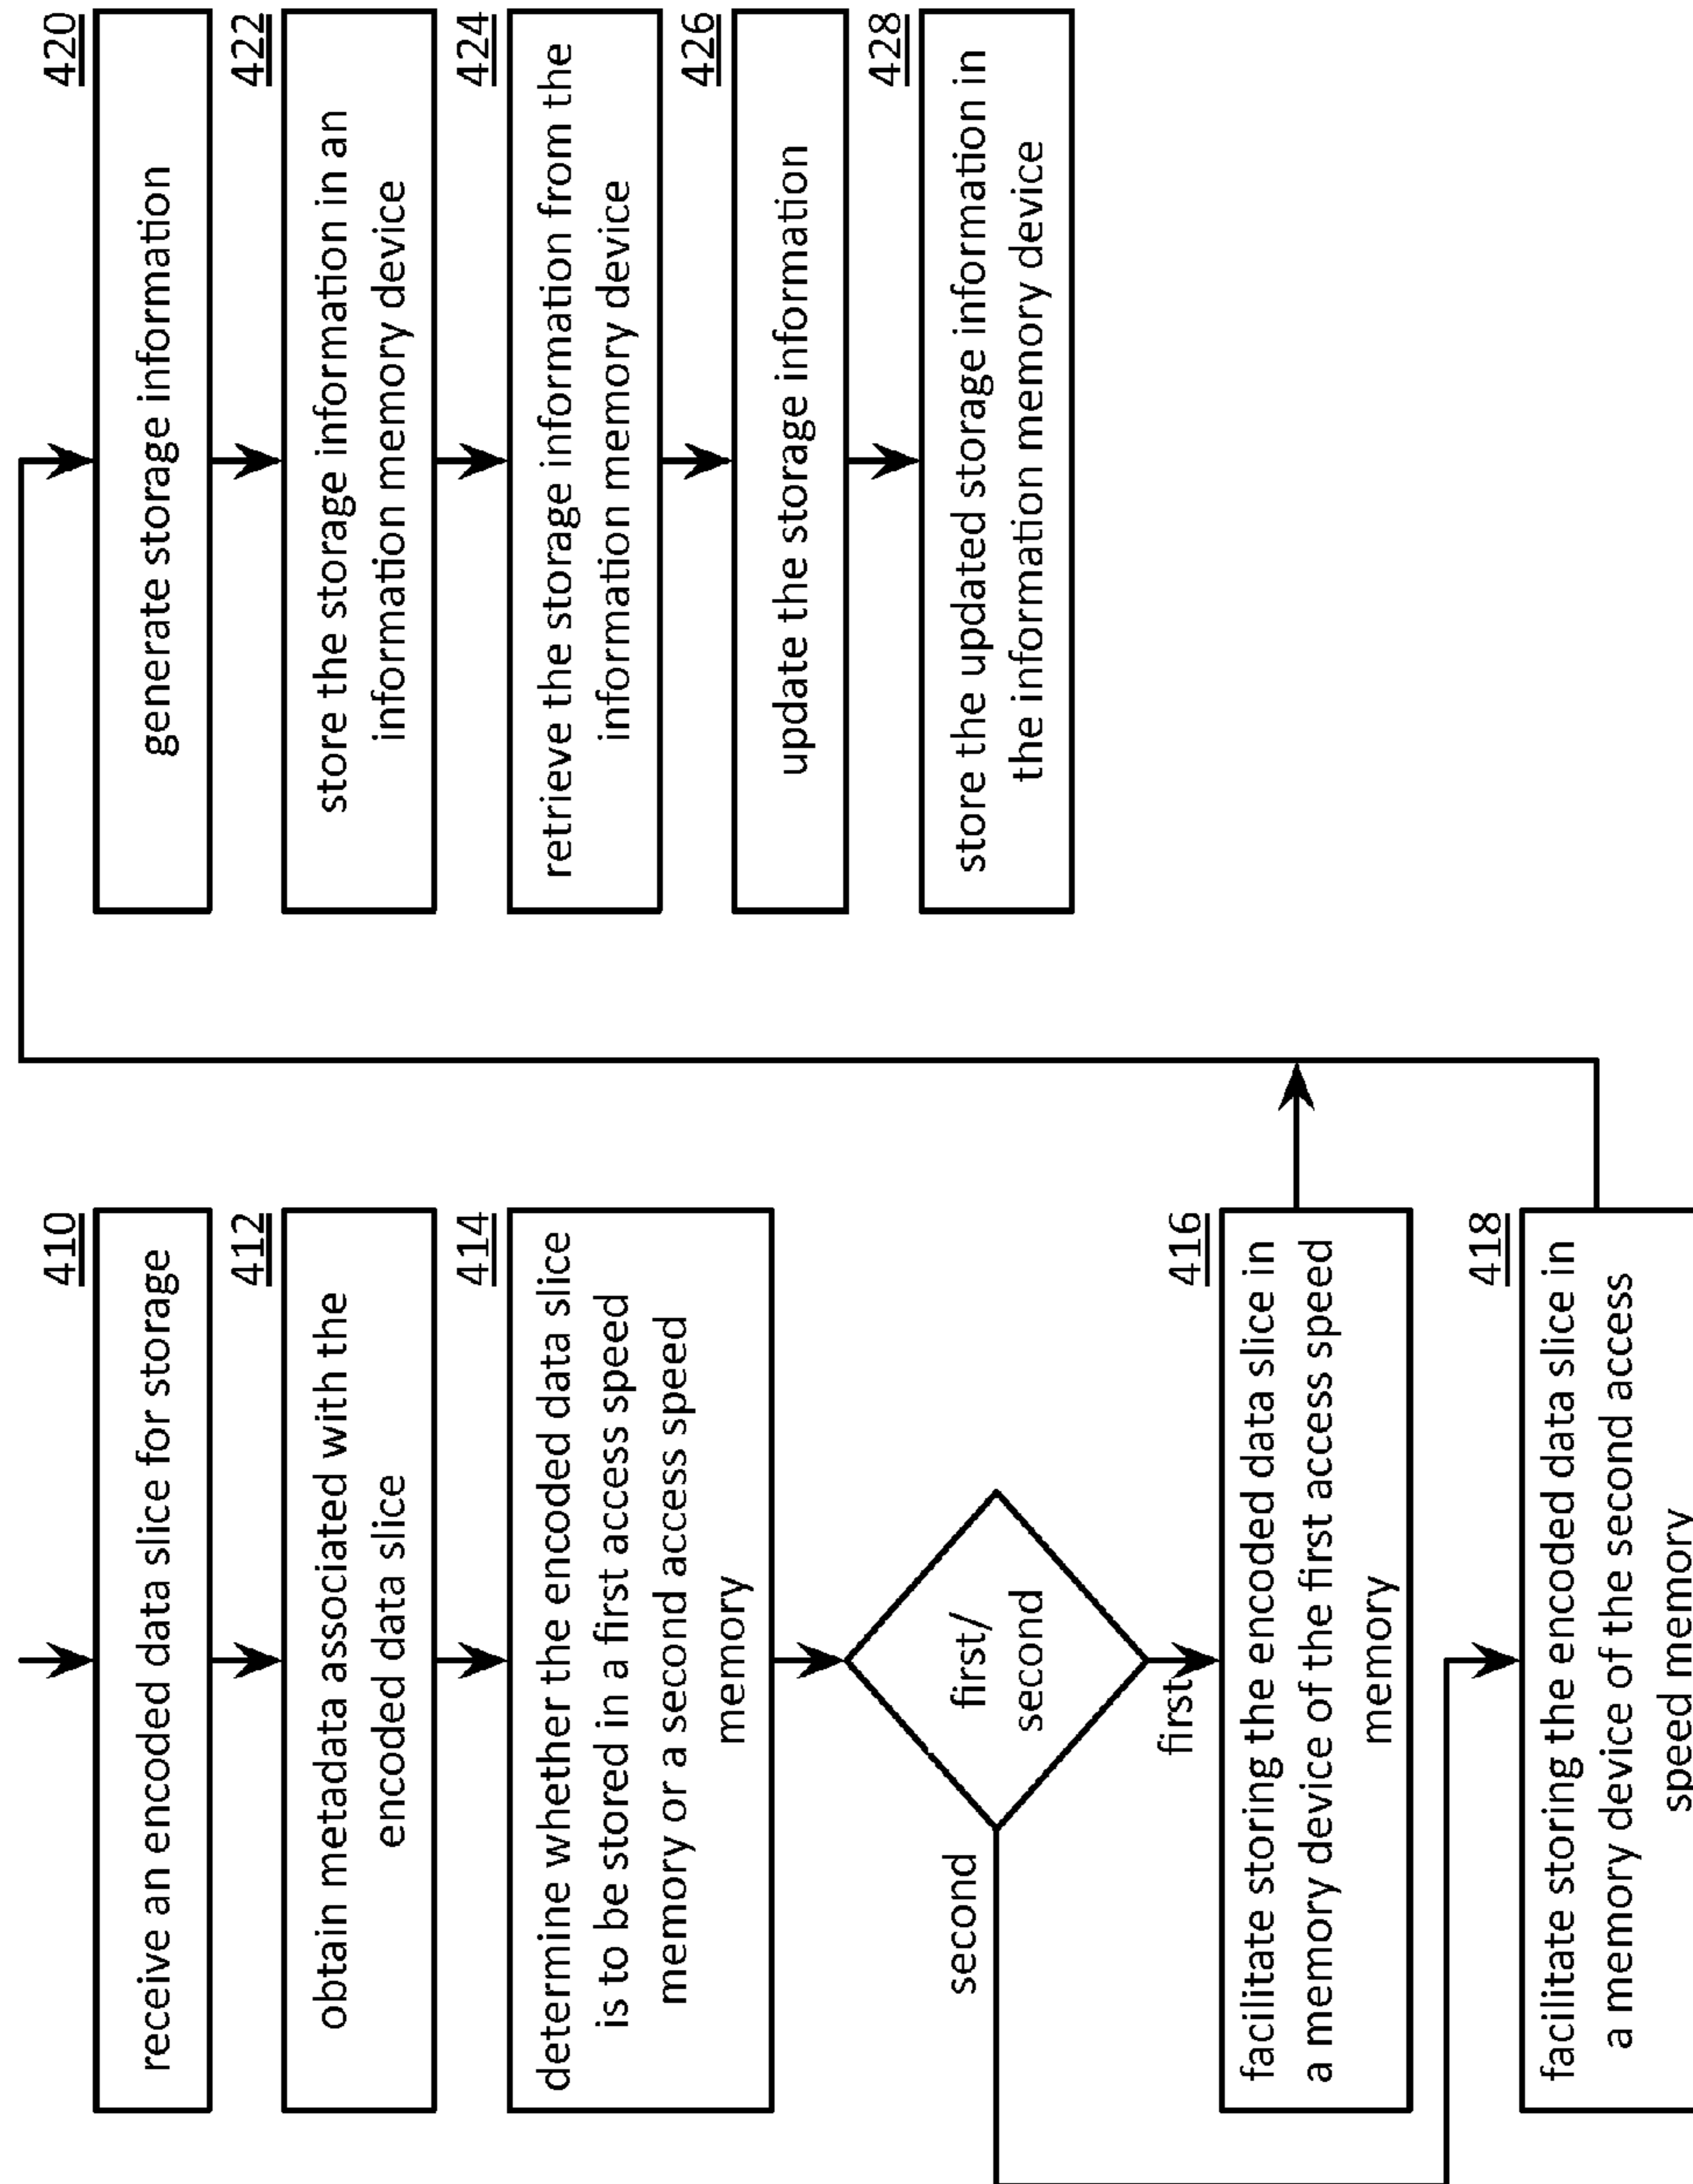 410
receive an encoded data slice for storage
412
obtain metadata associated with the
encoded data slice
414
determine whether the encoded data slice
is to be stored in a first access speed
memory or a second access speed
memory
first/
second
second
first
416
facilitate storing the encoded data slice in
a memory device of the first access speed
memory
418
facilitate storing the encoded data slice in
a memory device of the second access
speed memory
420
generate storage information
422
store the storage information in an
information memory device
424
retrieve the storage information from the
information memory device
426
update the storage information
428
store the updated storage information in
the information memory device